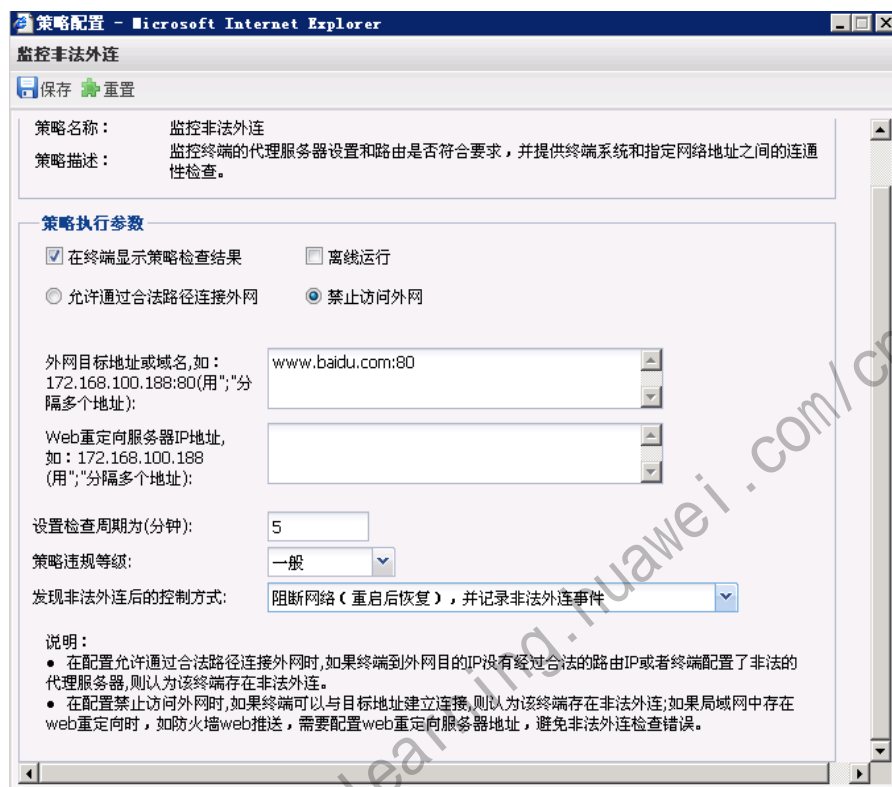 策略配置 - Microsoft Internet Explorer
监控非法外连
保存 重置
策略名称： 监控非法外连
策略描述： 监控终端的代理服务器设置和路由是否符合要求，并提供终端系统和指定网络地址之间的连通
性检查。
策略执行参数
在终端显示策略检查结果 离线运行
允许通过合法路径连接外网 禁止访问外网
外网目标地址或域名,如：
172.168.100.188:80(用";"分
隔多个地址):
www.baidu.com:80
Web重定向服务器IP地址,
如：172.168.100.188
(用";"分隔多个地址):
设置检查周期为(分钟): 5
策略违规等级: 一般
发现非法外连后的控制方式: 阻断网络（重启后恢复），并记录非法外连事件
说明：
● 在配置允许通过合法路径连接外网时,如果终端到外网目的IP没有经过合法的路由IP或者终端配置了非法的
代理服务器,则认为该终端存在非法外连。
● 在配置禁止访问外网时,如果终端可以与目标地址建立连接,则认为该终端存在非法外连;如果局域网中存在
web重定向时，如防火墙web推送，需要配置web重定向服务器地址，避免非法外连检查错误。
learning.huawei.com/cn